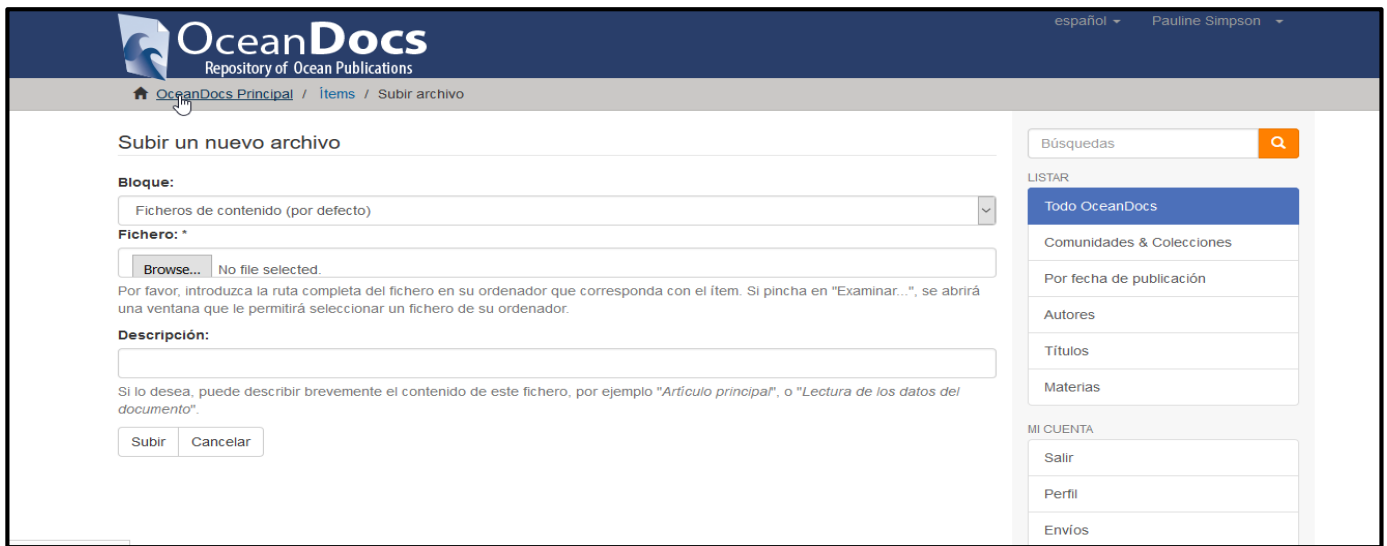 español Pauline Simpson
OceanDocs
Repository of Ocean Publications
OceanDocs Principal / Ítems / Subir archivo
Subir un nuevo archivo
Bloque:
Ficheros de contenido (por defecto)
Fichero: *
Browse... No file selected.
Por favor, introduzca la ruta completa del fichero en su ordenador que corresponda con el ítem. Si pincha en "Examinar...", se abrirá
una ventana que le permitirá seleccionar un fichero de su ordenador.
Descripción:
Si lo desea, puede describir brevemente el contenido de este fichero, por ejemplo "Artículo principal", o "Lectura de los datos del
documento".
Subir Cancelar
Búsquedas
LISTAR
Todo OceanDocs
Comunidades & Colecciones
Por fecha de publicación
Autores
Títulos
Materias
MI CUENTA
Salir
Perfil
Envíos